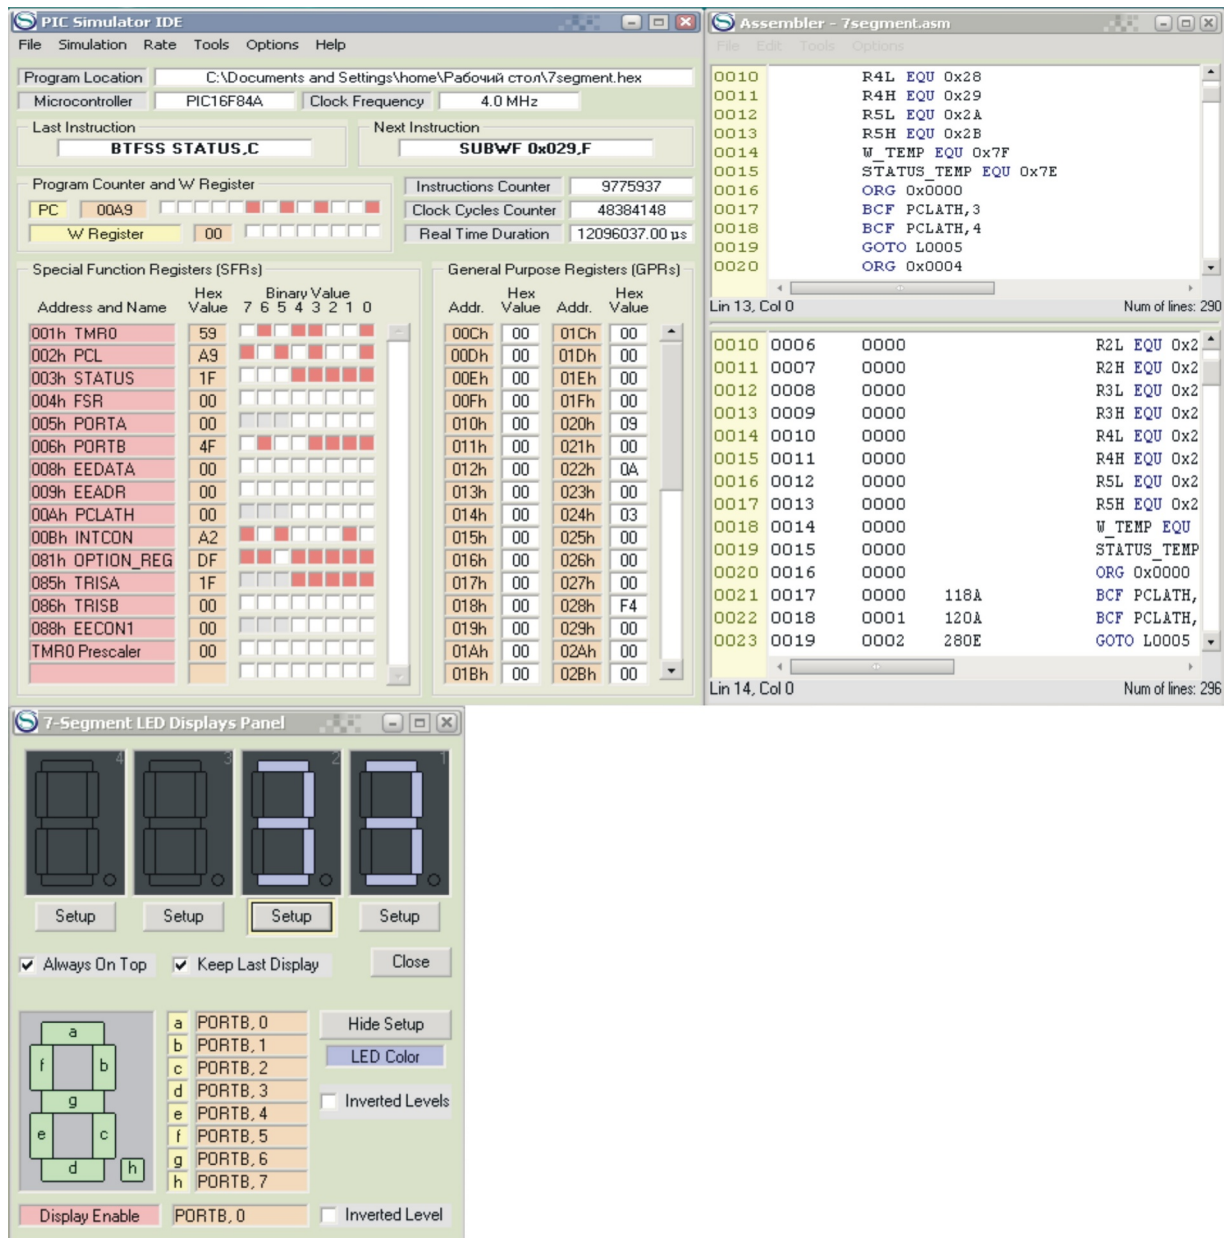 PIC Simulator IDE
File Simulation Rate Tools Options Help
Program Location C:\Documents and Settings\home\Рабочий стол\7segment.hex
Microcontroller PIC16F84A Clock Frequency 4.0 MHz
Last Instruction Next Instruction
BTFSS STATUS,C SUBWF 0x029,F
Program Counter and W Register
PC 00A9
W Register 00
Instructions Counter 9775937
Clock Cycles Counter 48384148
Real Time Duration 12096037.00 µs
Special Function Registers (SFRs)
Hex Binary Value
Address and Name Value 7 6 5 4 3 2 1 0
001h TMR0 59
002h PCL A9
003h STATUS 1F
004h FSR 00
005h PORTA 00
006h PORTB 4F
008h EEDATA 00
009h EEADR 00
00Ah PCLATH 00
00Bh INTCON A2
081h OPTION_REG DF
085h TRISA 1F
086h TRISB 00
088h EECON1 00
TMR0 Prescaler 00
General Purpose Registers (GPRs)
Hex Hex
Addr. Value Addr. Value
00Ch 00 01Ch 00
00Dh 00 01Dh 00
00Eh 00 01Eh 00
00Fh 00 01Fh 00
010h 00 020h 09
011h 00 021h 00
012h 00 022h 0A
013h 00 023h 00
014h 00 024h 03
015h 00 025h 00
016h 00 026h 00
017h 00 027h 00
018h 00 028h F4
019h 00 029h 00
01Ah 00 02Ah 00
01Bh 00 02Bh 00
Assembler - 7segment.asm
File Edit Tools Options
0010 R4L EQU 0x28
0011 R4H EQU 0x29
0012 R5L EQU 0x2A
0013 R5H EQU 0x2B
0014 W_TEMP EQU 0x7F
0015 STATUS_TEMP EQU 0x7E
0016 ORG 0x0000
0017 BCF PCLATH,3
0018 BCF PCLATH,4
0019 GOTO L0005
0020 ORG 0x0004
Lin 13, Col 0 Num of lines: 290
0010 0006 0000 R2L EQU 0x2
0011 0007 0000 R2H EQU 0x2
0012 0008 0000 R3L EQU 0x2
0013 0009 0000 R3H EQU 0x2
0014 0010 0000 R4L EQU 0x2
0015 0011 0000 R4H EQU 0x2
0016 0012 0000 R5L EQU 0x2
0017 0013 0000 R5H EQU 0x2
0018 0014 0000 W_TEMP EQU
0019 0015 0000 STATUS_TEMP
0020 0016 0000 ORG 0x0000
0021 0017 0000 118A BCF PCLATH,
0022 0018 0001 120A BCF PCLATH,
0023 0019 0002 280E GOTO L0005
Lin 14, Col 0 Num of lines: 296
7-Segment LED Displays Panel
4 3 2 1
Setup Setup Setup Setup
Always On Top Keep Last Display Close
a f b g e c d h
a PORTB, 0
b PORTB, 1
c PORTB, 2
d PORTB, 3
e PORTB, 4
f PORTB, 5
g PORTB, 6
h PORTB, 7
Hide Setup
LED Color
Inverted Levels
Display Enable PORTB, 0 Inverted Level